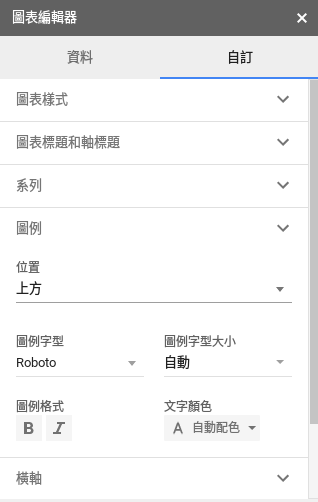 圖表編輯器
資料 自訂
圖表樣式
圖表標題和軸標題
系列
圖例
位置
上方
圖例字型 圖例字型大小
Roboto 自動
圖例格式 文字顏色
B I A 自動配色
橫軸